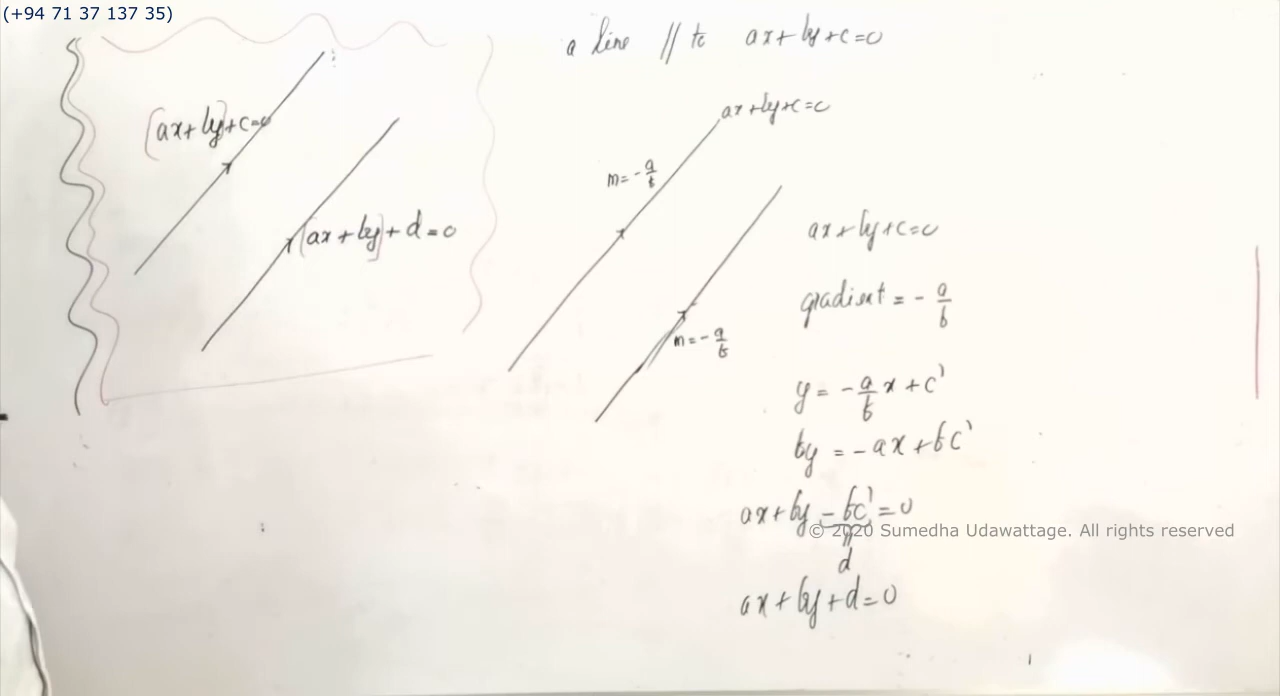 (+94 71 37 137 35)
a line // to ax+by+c=0
(ax+by)+c=0
(ax+by)+d=0
ax+by+c=0
m=-a/b
m=-a/b
ax+by+c=0
gradient = -a/b
y = -a/b x + c'
by = -ax + bc'
ax+by - bc' = 0
© 2020 Sumedha Udawattage. All rights reserved
||
d
ax+by+d=0